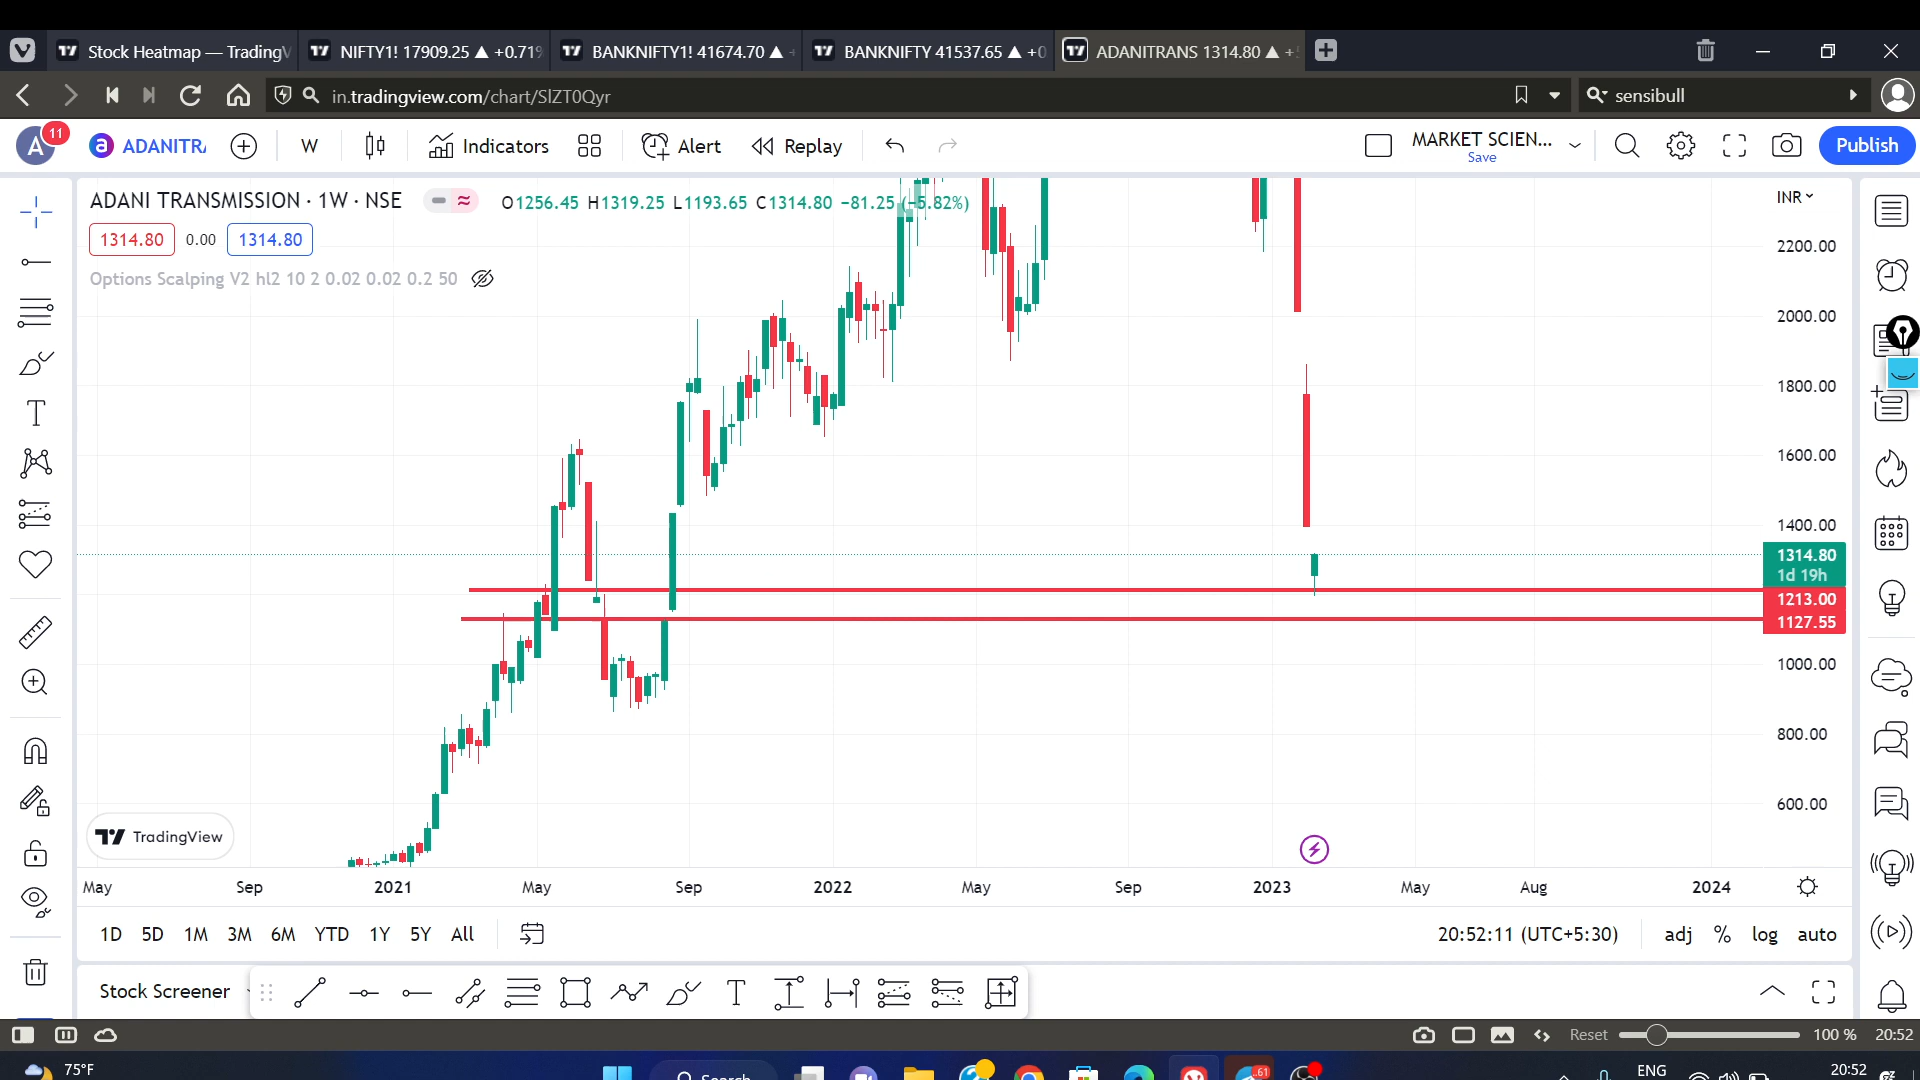 Stock Heatmap — TradingV
NIFTY1! 17909.25 ▲ +0.71%
BANKNIFTY1! 41674.70 ▲
BANKNIFTY 41537.65 ▲ +0
ADANITRANS 1314.80 ▲ +
in.tradingview.com/chart/SlZT0Qyr
sensibull
A
11
a
ADANITRA
W
Indicators
Alert
Replay
MARKET SCIEN...
Save
Publish
ADANI TRANSMISSION · 1W · NSE
O1256.45 H1319.25 L1193.65 C1314.80 −81.25 (−5.82%)
INR
1314.80
0.00
1314.80
Options Scalping V2 hl2 10 2 0.02 0.02 0.2 50
2200.00
2000.00
1800.00
1600.00
1400.00
1314.80
1d 19h
1213.00
1127.55
1000.00
800.00
600.00
TradingView
May
Sep
2021
May
Sep
2022
May
Sep
2023
May
Aug
2024
1D 5D 1M 3M 6M YTD 1Y 5Y All
20:52:11 (UTC+5:30)
adj % log auto
Stock Screener
T
Reset
100 %
20:52
75°F
Search
61
ENG
20:52